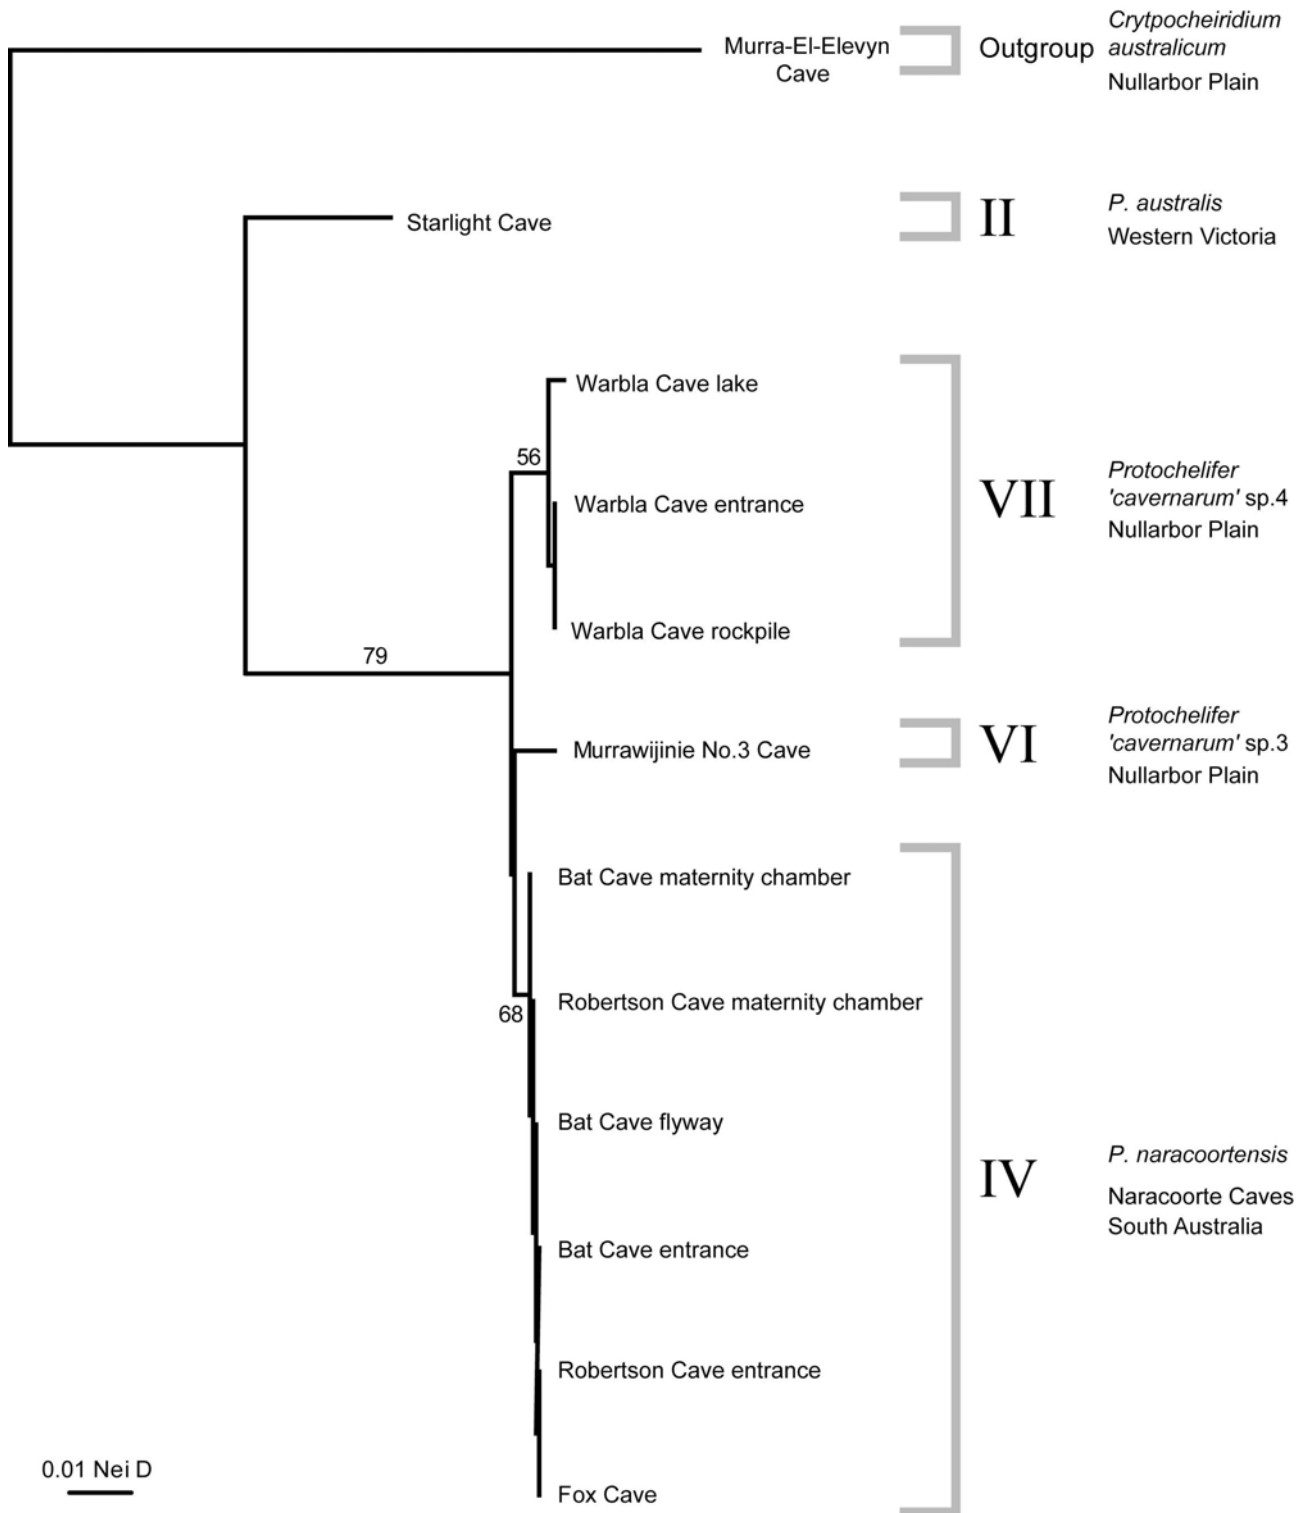 Murra-El-Elevyn
Cave
Outgroup
Crytpocheiridium
australicum
Nullarbor Plain
Starlight Cave
II
P. australis
Western Victoria
Warbla Cave lake
56
Warbla Cave entrance
Warbla Cave rockpile
VII
Protochelifer
'cavernarum' sp.4
Nullarbor Plain
79
Murrawijinie No.3 Cave
VI
Protochelifer
'cavernarum' sp.3
Nullarbor Plain
Bat Cave maternity chamber
Robertson Cave maternity chamber
68
Bat Cave flyway
Bat Cave entrance
Robertson Cave entrance
Fox Cave
IV
P. naracoortensis
Naracoorte Caves
South Australia
0.01 Nei D